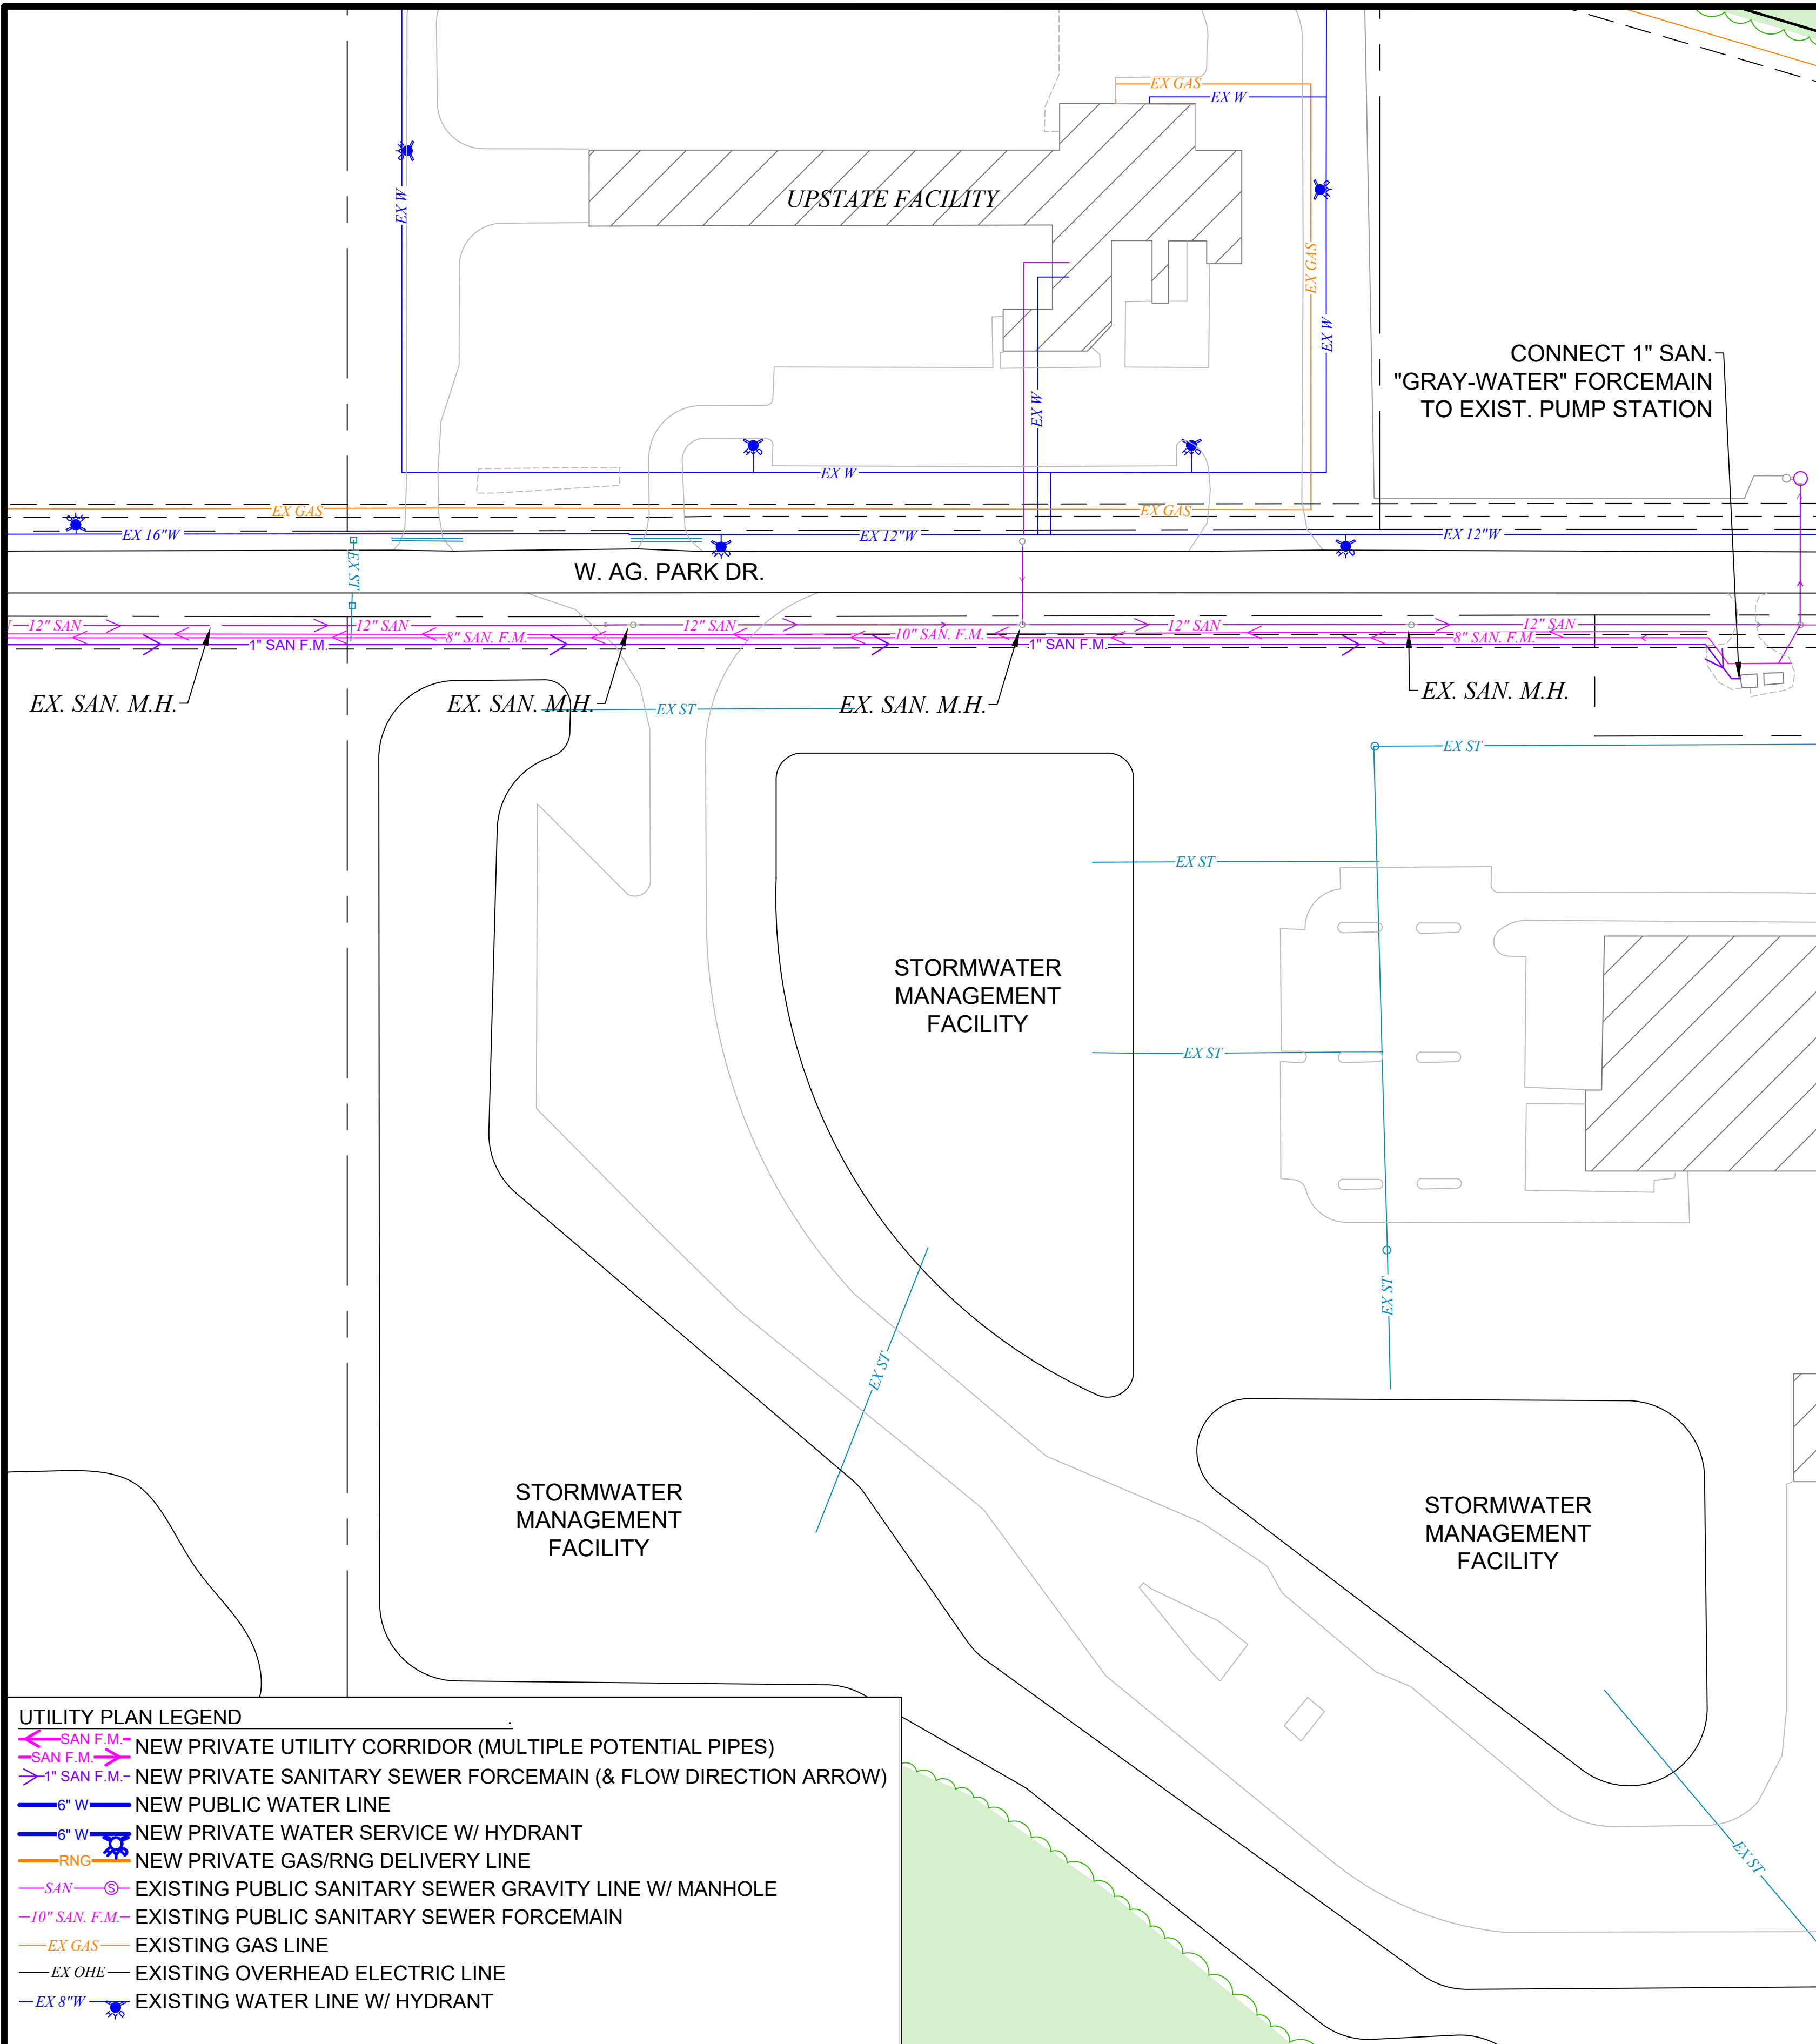 EX GAS
EX W
EX W
UPSTATE FACILITY
EX GAS
EX W
CONNECT 1" SAN.
"GRAY-WATER" FORCEMAIN
TO EXIST. PUMP STATION
EX W
EX W
EX GAS
EX GAS
EX 16"W
EX 12"W
EX 12"W
EX ST
W. AG. PARK DR.
12" SAN
12" SAN
12" SAN
12" SAN
12" SAN
8" SAN. F.M.
10" SAN. F.M.
8" SAN. F.M.
1" SAN F.M.
1" SAN F.M.
EX. SAN. M.H.
EX. SAN. M.H.
EX. SAN. M.H.
EX. SAN. M.H.
EX ST
EX ST
EX ST
EX ST
STORMWATER
MANAGEMENT
FACILITY
EX ST
EX ST
STORMWATER
MANAGEMENT
FACILITY
STORMWATER
MANAGEMENT
FACILITY
EX ST
UTILITY PLAN LEGEND
SAN F.M.
SAN F.M.
NEW PRIVATE UTILITY CORRIDOR (MULTIPLE POTENTIAL PIPES)
1" SAN F.M. NEW PRIVATE SANITARY SEWER FORCEMAIN (& FLOW DIRECTION ARROW)
6" W NEW PUBLIC WATER LINE
6" W NEW PRIVATE WATER SERVICE W/ HYDRANT
RNG NEW PRIVATE GAS/RNG DELIVERY LINE
SAN S EXISTING PUBLIC SANITARY SEWER GRAVITY LINE W/ MANHOLE
10" SAN. F.M. EXISTING PUBLIC SANITARY SEWER FORCEMAIN
EX GAS EXISTING GAS LINE
EX OHE EXISTING OVERHEAD ELECTRIC LINE
EX 8"W EXISTING WATER LINE W/ HYDRANT